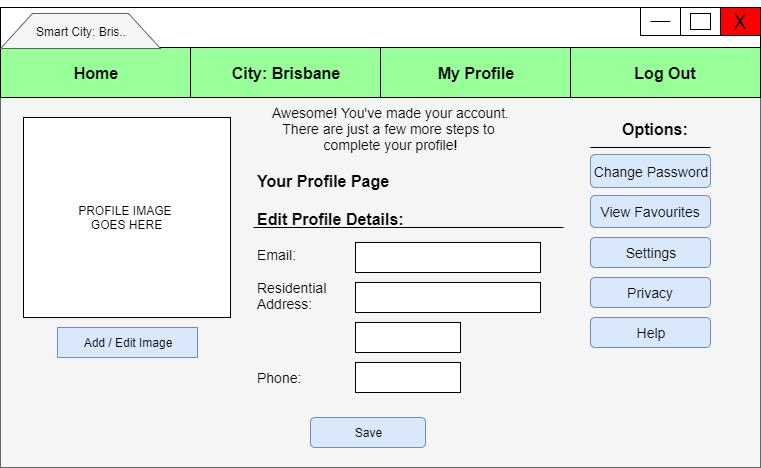 Smart City: Bris..
X
Home
City: Brisbane
My Profile
Log Out
Awesome! You've made your account.
There are just a few more steps to
complete your profile!
PROFILE IMAGE
GOES HERE
Add / Edit Image
Your Profile Page
Edit Profile Details:
Email:
Residential
Address:
Phone:
Save
Options:
Change Password
View Favourites
Settings
Privacy
Help